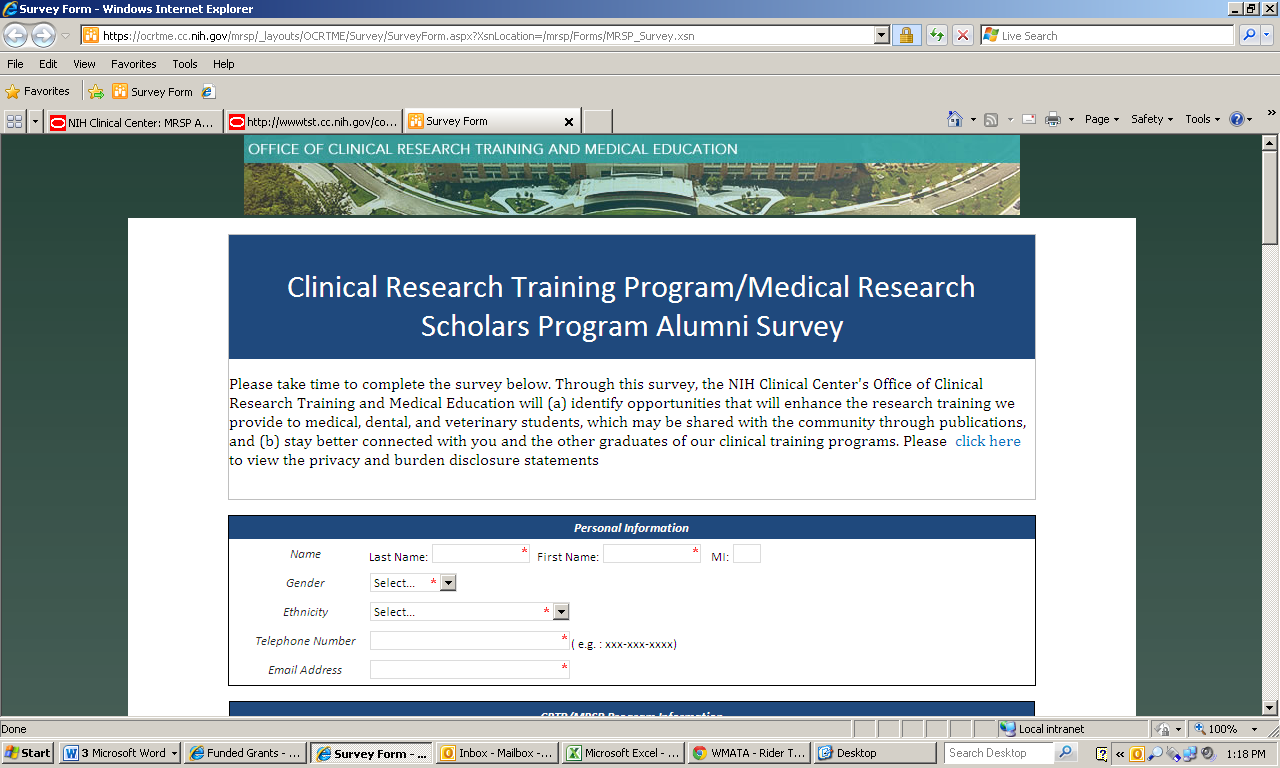 Survey Form - Windows Internet Explorer
https://ocrtme.cc.nih.gov/mrsp/_layouts/OCRTME/Survey/SurveyForm.aspx?XsnLocation=/mrsp/Forms/MRSP_Survey.xsn
Live Search
File Edit View Favorites Tools Help
Favorites Survey Form
NIH Clinical Center: MRSP A... http://wwwtst.cc.nih.gov/co... Survey Form Page Safety Tools
OFFICE OF CLINICAL RESEARCH TRAINING AND MEDICAL EDUCATION
Clinical Research Training Program/Medical Research
Scholars Program Alumni Survey
Please take time to complete the survey below. Through this survey, the NIH Clinical Center's Office of Clinical
Research Training and Medical Education will (a) identify opportunities that will enhance the research training we
provide to medical, dental, and veterinary students, which may be shared with the community through publications,
and (b) stay better connected with you and the other graduates of our clinical training programs. Please click here
to view the privacy and burden disclosure statements
Personal Information
Name Last Name: * First Name: * MI:
Gender Select... *
Ethnicity Select... *
Telephone Number * ( e.g. : xxx-xxx-xxxx)
Email Address *
CRTP/MRSP Program Information
Done Local intranet 100%
Start 3 Microsoft Word Funded Grants - ... Survey Form - ... Inbox - Mailbox -... Microsoft Excel - ... WMATA - Rider T... Desktop Search Desktop « 1:18 PM